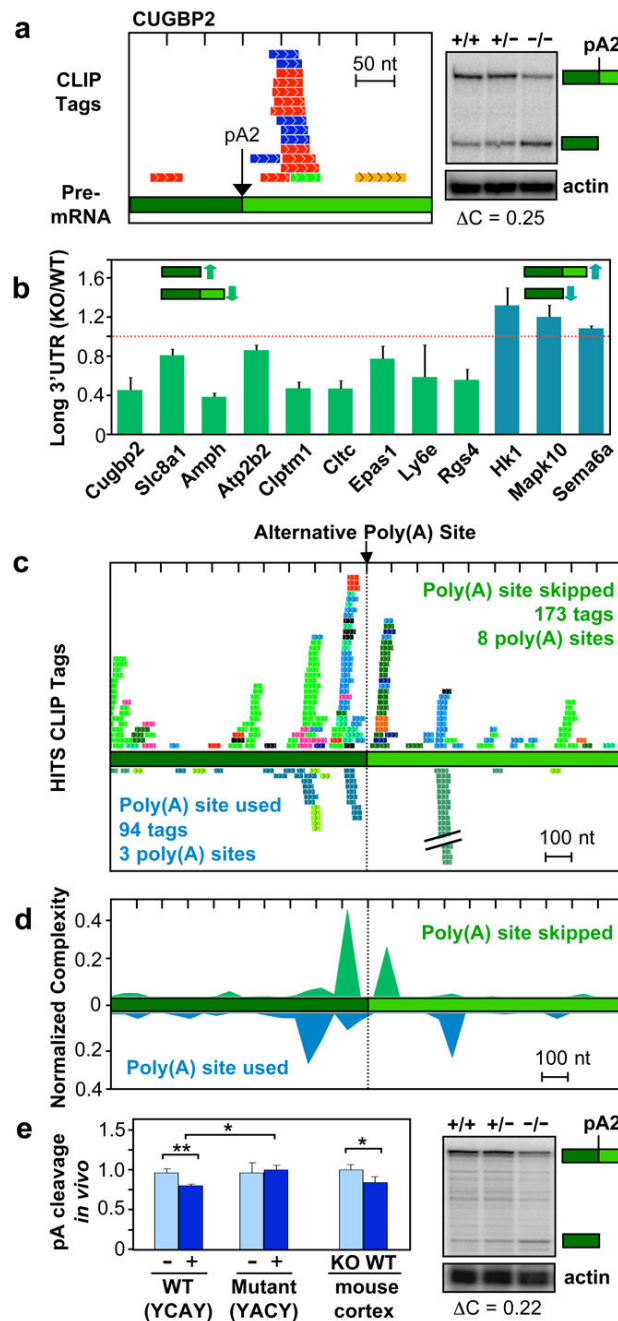 a
CUGBP2
CLIP
Tags
50 nt
pA2
Pre-
mRNA
+/+ +/− −/−
pA2
actin
ΔC = 0.25
b
Long 3'UTR (KO/WT)
1.6
1.2
0.8
0.4
0
Cugbp2
Slc8a1
Amph
Atp2b2
Clptm1
Cltc
Epas1
Ly6e
Rgs4
Hk1
Mapk10
Sema6a
Alternative Poly(A) Site
c
HITS CLIP Tags
Poly(A) site skipped
173 tags
8 poly(A) sites
Poly(A) site used
94 tags
3 poly(A) sites
100 nt
d
Normalized Complexity
0.4
0.2
0
0.2
0.4
Poly(A) site skipped
Poly(A) site used
100 nt
e
pA cleavage
in vivo
1.5
1.0
0.5
0
**
*
*
− + − + KO WT
WT
(YCAY)
Mutant
(YACY)
mouse
cortex
+/+ +/− −/−
pA2
actin
ΔC = 0.22